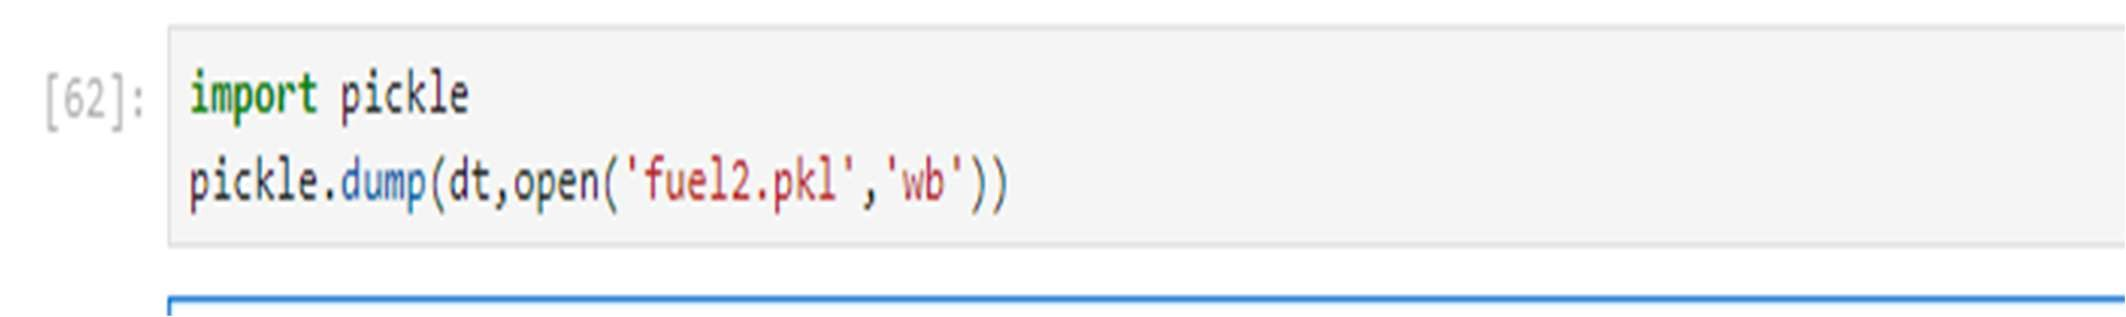 [62]:
import pickle
pickle.dump(dt,open('fuel2.pkl','wb'))